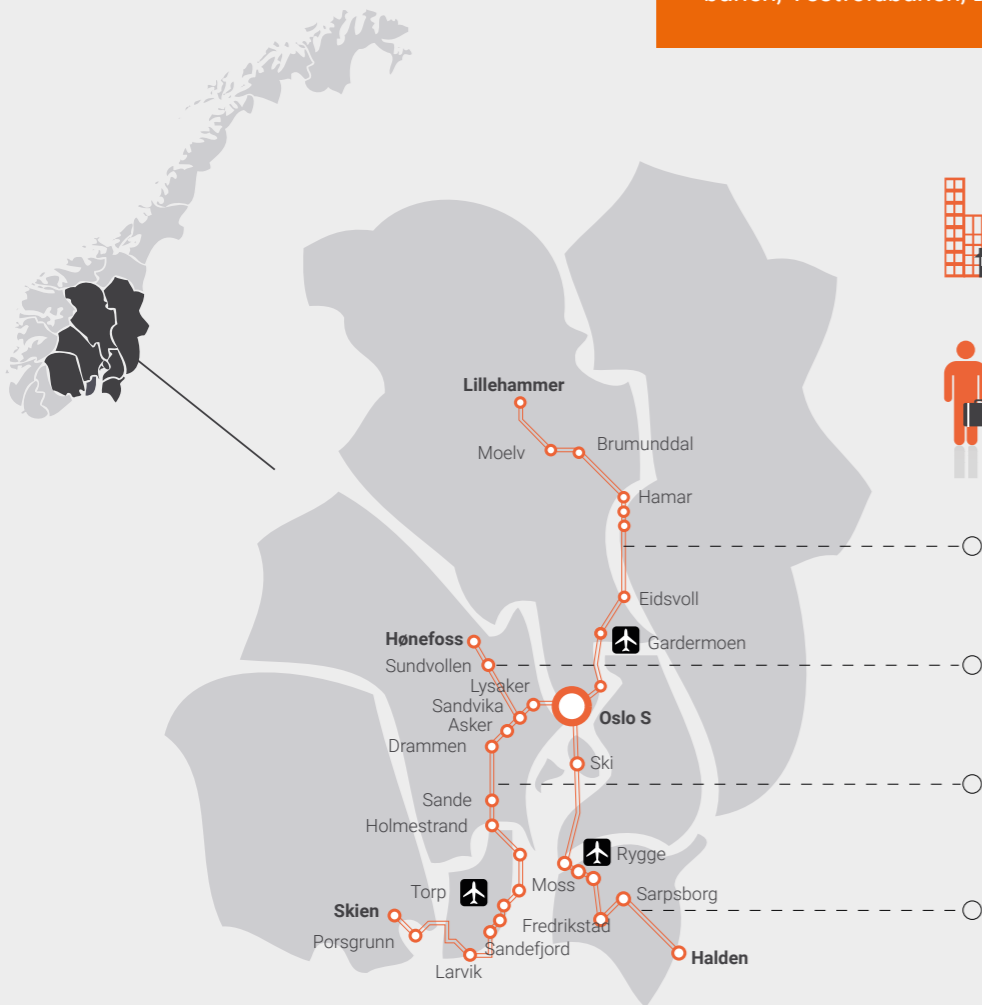 Lillehammer
Moelv
Brumunddal
Hamar
Eidsvoll
Gardermoen
Hønefoss
Sundvollen
Lysaker
Sandvika
Asker
Oslo S
Drammen
Ski
Sande
Holmestrand
Rygge
Torp
Moss
Sarpsborg
Skien
Fredrikstad
Porsgrunn
Sandefjord
Halden
Larvik